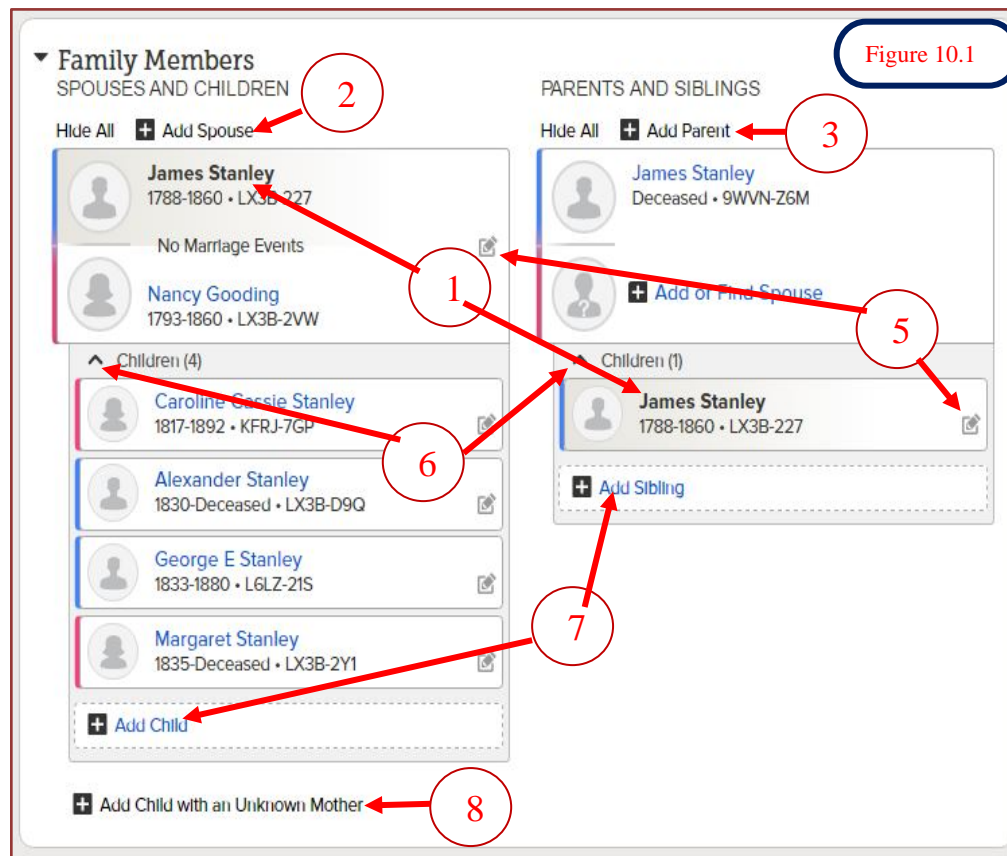 Figure 10.1
Family Members
SPOUSES AND CHILDREN
2
Hide All Add Spouse
James Stanley
1788-1860 • LX3B-227
No Marriage Events
1
Nancy Gooding
1793-1860 • LX3B-2VW
Children (4)
Caroline Cassie Stanley
1817-1892 • KFRJ-7GP
6
Alexander Stanley
1830-Deceased • LX3B-D9Q
George E Stanley
1833-1880 • L6LZ-21S
Margaret Stanley
1835-Deceased • LX3B-2Y1
7
Add Child
Add Child with an Unknown Mother
8
PARENTS AND SIBLINGS
Hide All Add Parent
3
James Stanley
Deceased • 9WVN-Z6M
Add or Find Spouse
5
Children (1)
James Stanley
1788-1860 • LX3B-227
Add Sibling